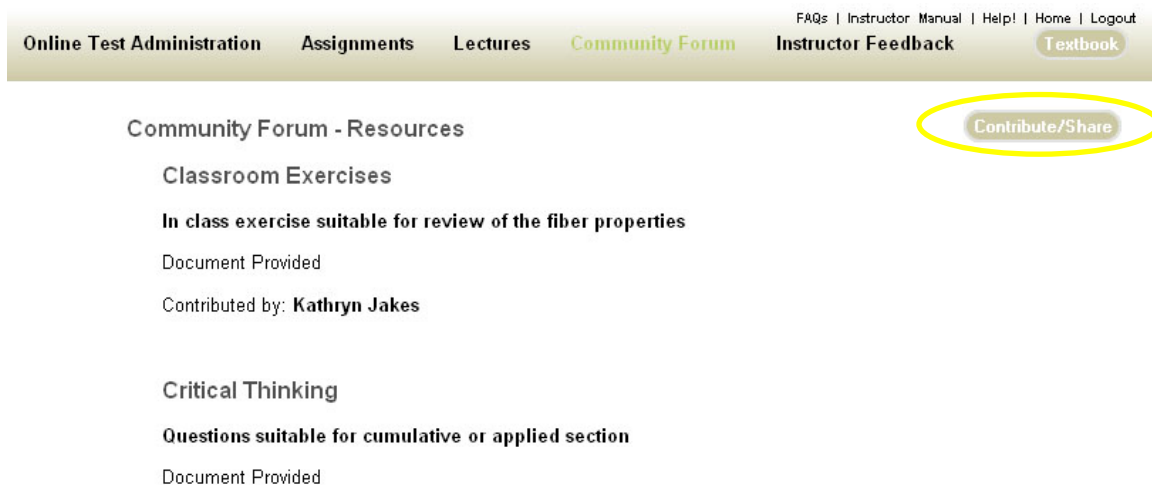 FAQs | Instructor Manual | Help! | Home | Logout
Online Test Administration Assignments Lectures Community Forum Instructor Feedback Textbook
Community Forum - Resources Contribute/Share
Classroom Exercises
In class exercise suitable for review of the fiber properties
Document Provided
Contributed by: Kathryn Jakes
Critical Thinking
Questions suitable for cumulative or applied section
Document Provided